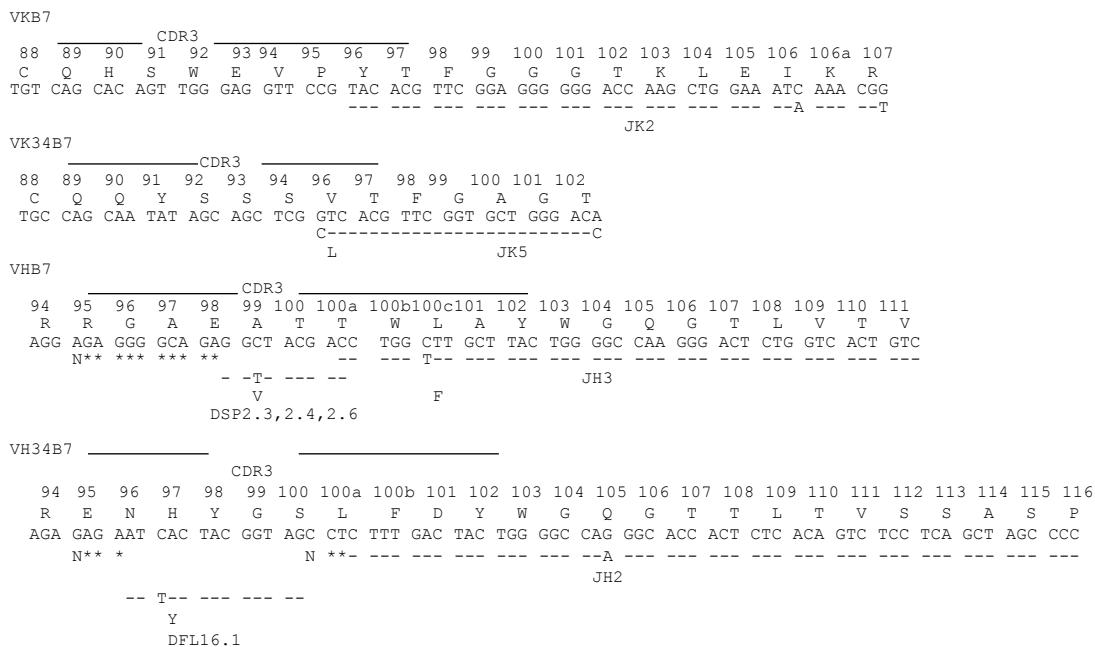 VKB7
CDR3
88 89 90 91 92 93 94 95 96 97 98 99 100 101 102 103 104 105 106 106a 107
C Q H S W E V P Y T F G G G T K L E I K R
TGT CAG CAC AGT TGG GAG GTT CCG TAC ACG TTC GGA GGG GGG ACC AAG CTG GAA ATC AAA CGG
--- --- --- --- --- --- --- --- --- --- --A --- --T
JK2
VK34B7
CDR3
88 89 90 91 92 93 94 96 97 98 99 100 101 102
C Q Q Y S S S V T F G A G T
TGC CAG CAA TAT AGC AGC TCG GTC ACG TTC GGT GCT GGG ACA
C-----------------------C
L JK5
VHB7
CDR3
94 95 96 97 98 99 100 100a 100b 100c 101 102 103 104 105 106 107 108 109 110 111
R R G A E A T T W L A Y W G Q G T L V T V
AGG AGA GGG GCA GAG GCT ACG ACC TGG CTT GCT TAC TGG GGC CAA GGG ACT CTG GTC ACT GTC
N** *** *** ** -- --- T-- --- --- --- --- --- --- --- --- --- --- --- ---
- -T- --- -- JH3
V F
DSP2.3,2.4,2.6
VH34B7
CDR3
94 95 96 97 98 99 100 100a 100b 101 102 103 104 105 106 107 108 109 110 111 112 113 114 115 116
R E N H Y G S L F D Y W G Q G T T L T V S S A S P
AGA GAG AAT CAC TAC GGT AGC CTC TTT GAC TAC TGG GGC CAG GGC ACC ACT CTC ACA GTC TCC TCA GCT AGC CCC
N** * N **- --- --- --- --- --- --A --- --- --- --- --- --- --- --- --- --- ---
JH2
-- T-- --- --- --
Y
DFL16.1